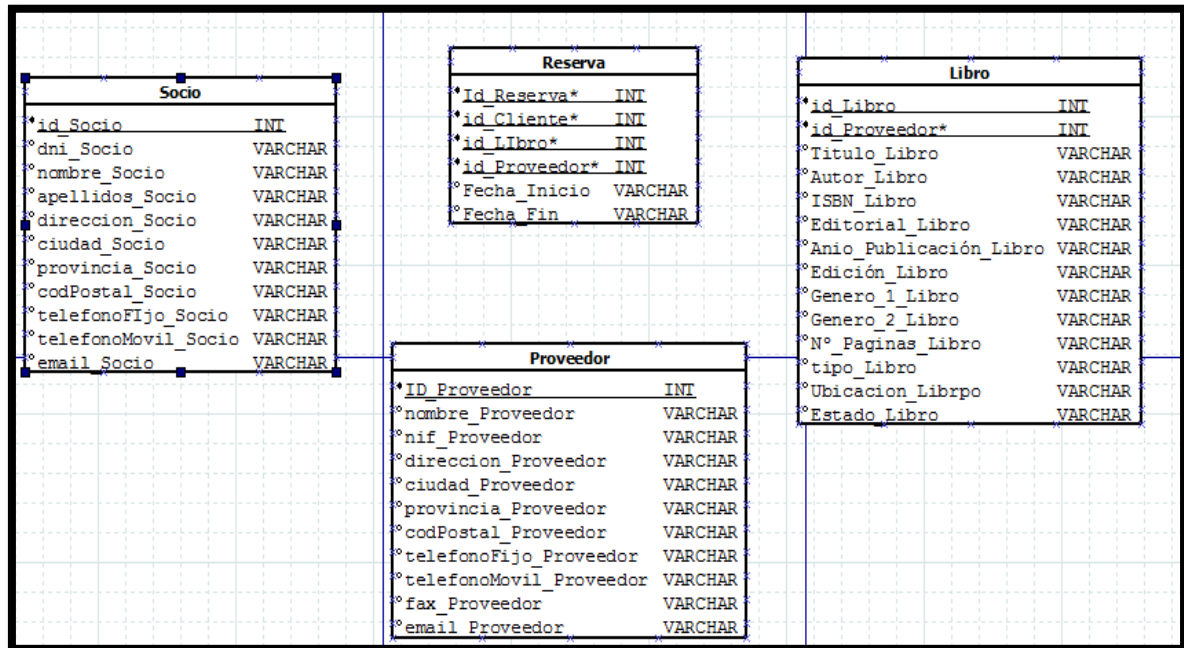 Socio
id_Socio INT
dni_Socio VARCHAR
nombre_Socio VARCHAR
apellidos_Socio VARCHAR
direccion_Socio VARCHAR
ciudad_Socio VARCHAR
provincia_Socio VARCHAR
codPostal_Socio VARCHAR
telefonoFIjo_Socio VARCHAR
telefonoMovil_Socio VARCHAR
email_Socio VARCHAR
Reserva
Id_Reserva* INT
id_Cliente* INT
id_LIbro* INT
id_Proveedor* INT
Fecha_Inicio VARCHAR
Fecha_Fin VARCHAR
Proveedor
ID_Proveedor INT
nombre_Proveedor VARCHAR
nif_Proveedor VARCHAR
direccion_Proveedor VARCHAR
ciudad_Proveedor VARCHAR
provincia_Proveedor VARCHAR
codPostal_Proveedor VARCHAR
telefonoFijo_Proveedor VARCHAR
telefonoMovil_Proveedor VARCHAR
fax_Proveedor VARCHAR
email_Proveedor VARCHAR
Libro
id_Libro INT
id_Proveedor* INT
Titulo_Libro VARCHAR
Autor_Libro VARCHAR
ISBN_Libro VARCHAR
Editorial_Libro VARCHAR
Anio_Publicación_Libro VARCHAR
Edición_Libro VARCHAR
Genero_1_Libro VARCHAR
Genero_2_Libro VARCHAR
Nº_Paginas_Libro VARCHAR
tipo_Libro VARCHAR
Ubicacion_Librpo VARCHAR
Estado_Libro VARCHAR